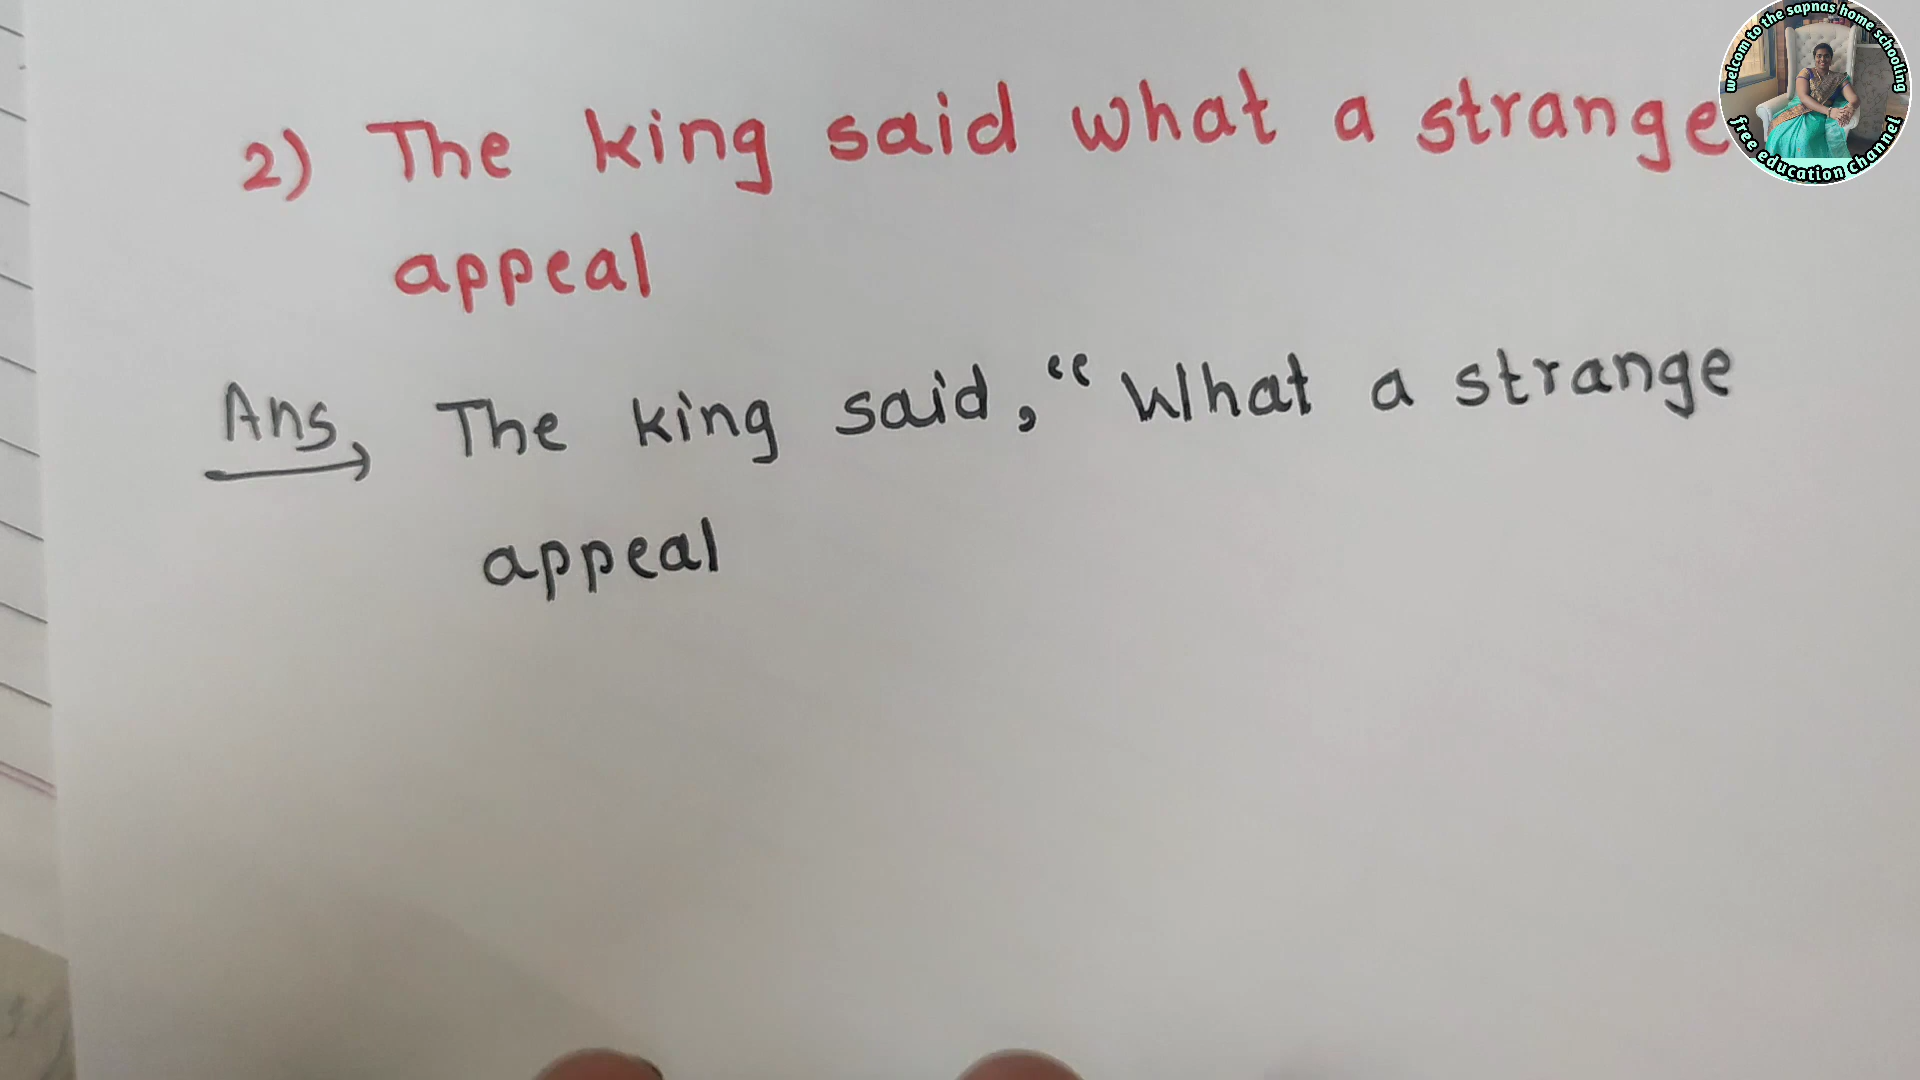 2) The king said what a strange
appeal
Ans, The king said, “What a strange
appeal
welcom to the sapnas home schooling
free education channel